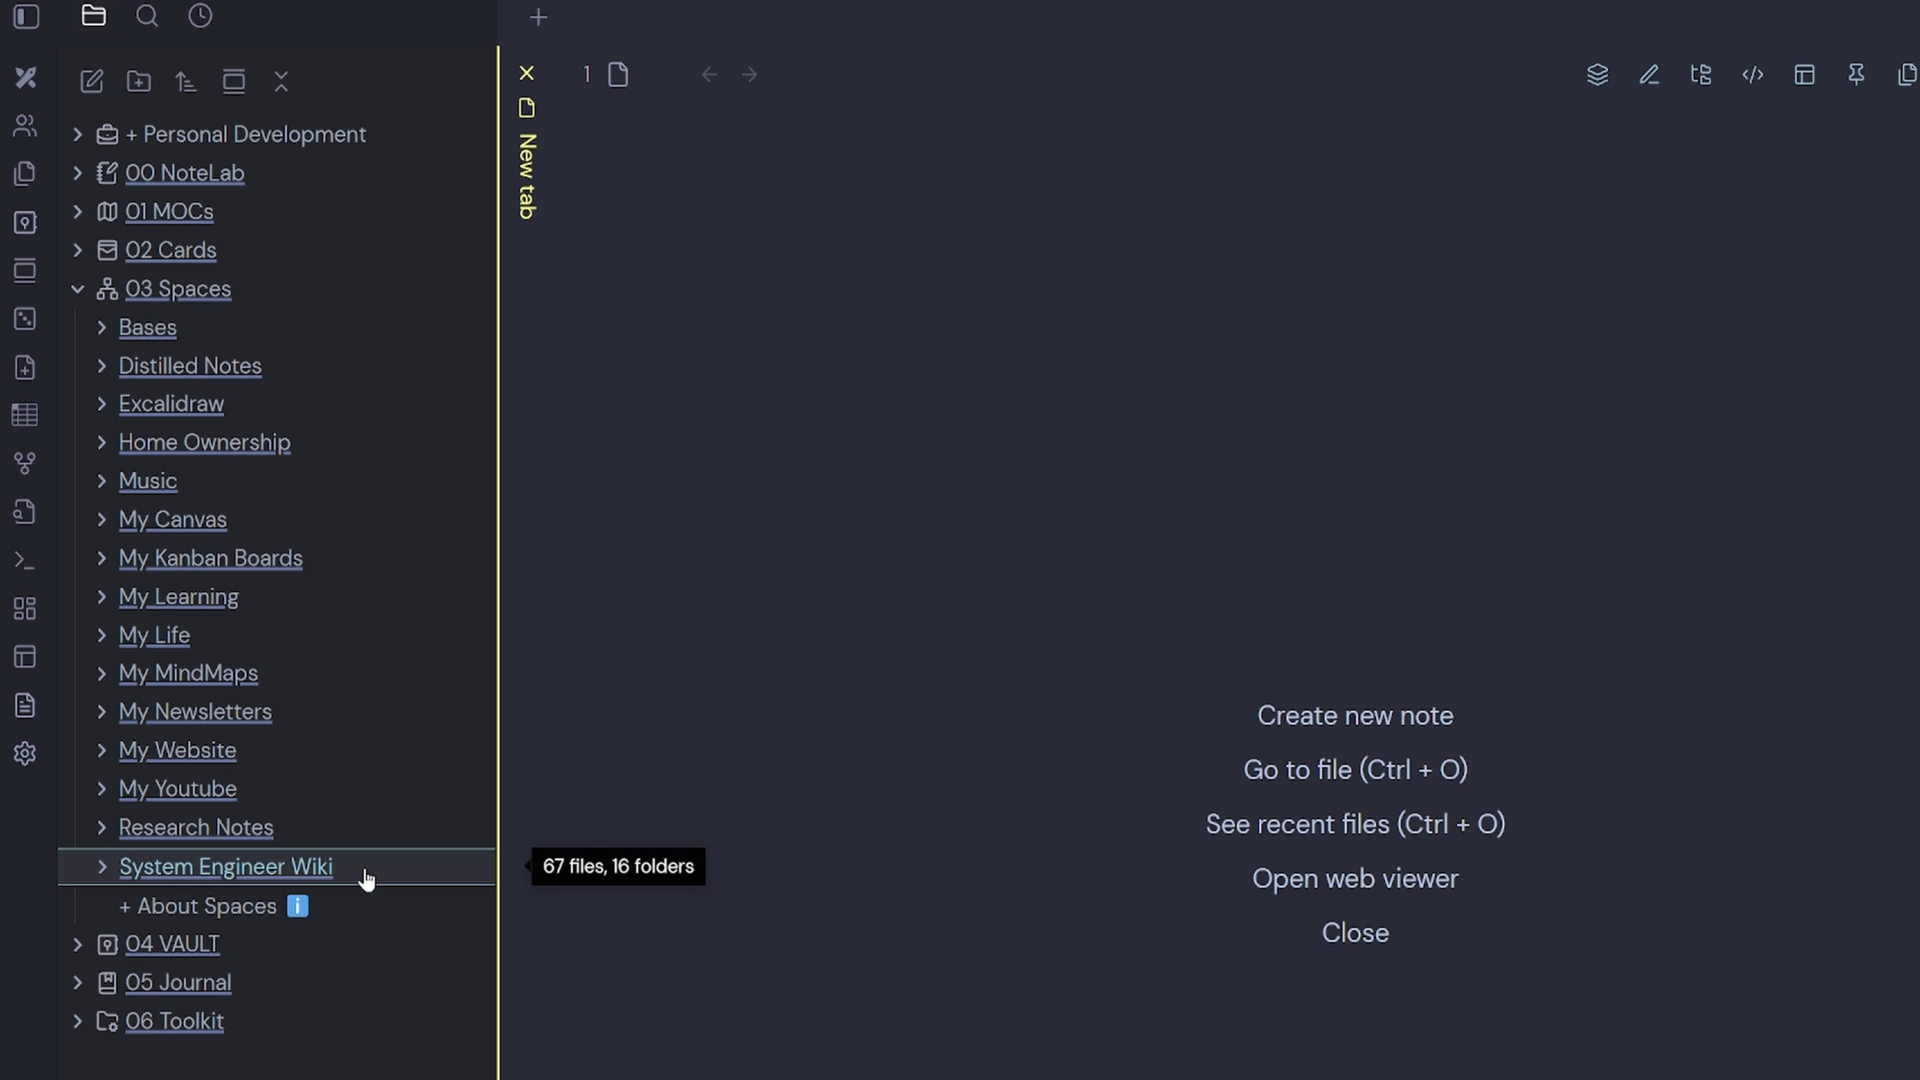 1
New tab
+ Personal Development
00 NoteLab
01 MOCs
02 Cards
03 Spaces
Bases
Distilled Notes
Excalidraw
Home Ownership
Music
My Canvas
My Kanban Boards
My Learning
My Life
My MindMaps
My Newsletters
My Website
My Youtube
Research Notes
System Engineer Wiki
67 files, 16 folders
+ About Spaces ℹ️
04 VAULT
05 Journal
06 Toolkit
Create new note
Go to file (Ctrl + O)
See recent files (Ctrl + O)
Open web viewer
Close